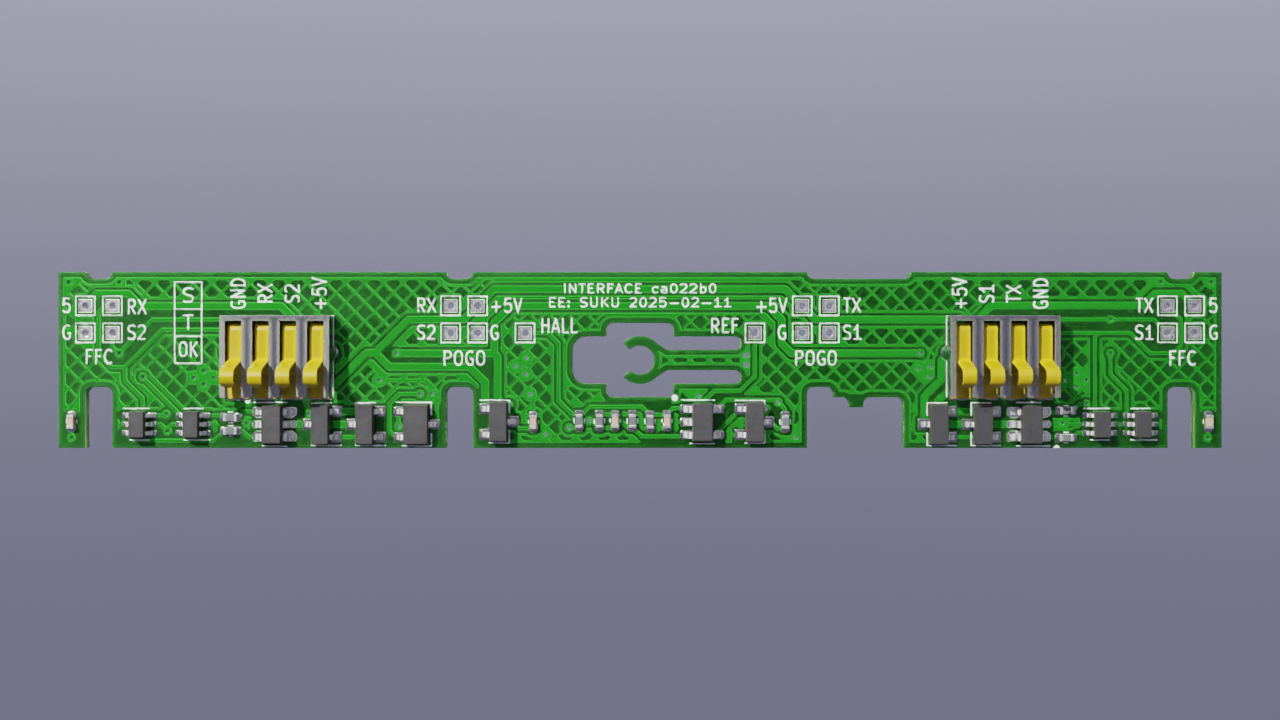 INTERFACE ca022b0
EE: SUKU 2025-02-11
5 RX
G S2
FFC
S
T
OK
GND
RX
S2
+5V
RX +5V
S2 G
POGO
HALL
REF
+5V TX
G S1
POGO
+5V
S1
TX
GND
TX 5
S1 G
FFC